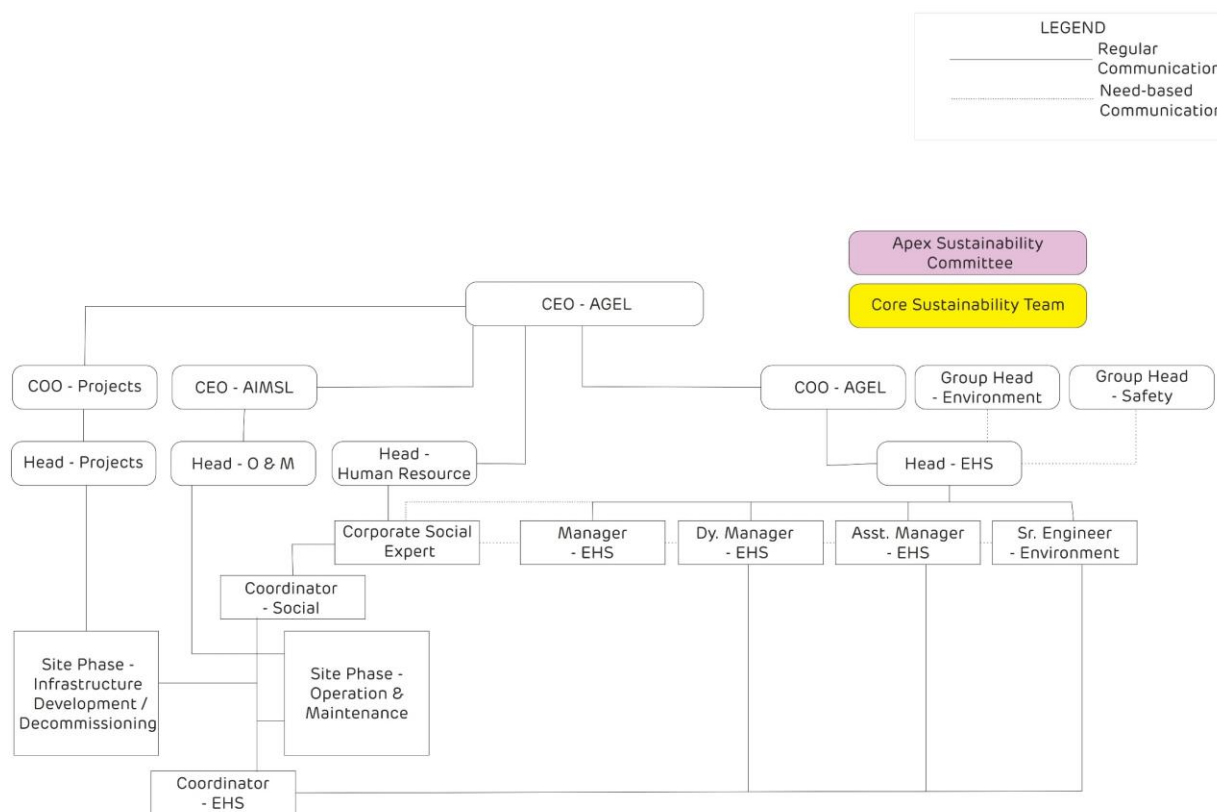 LEGEND
Regular
Communication
Need-based
Communication
Apex Sustainability
Committee
Core Sustainability Team
CEO - AGEL
COO - Projects
CEO - AIMSL
COO - AGEL
Group Head
- Environment
Group Head
- Safety
Head - Projects
Head - O & M
Head -
Human Resource
Head - EHS
Corporate Social
Expert
Manager
- EHS
Dy. Manager
- EHS
Asst. Manager
- EHS
Sr. Engineer
- Environment
Coordinator
- Social
Site Phase -
Infrastructure
Development /
Decommissioning
Site Phase -
Operation &
Maintenance
Coordinator
- EHS